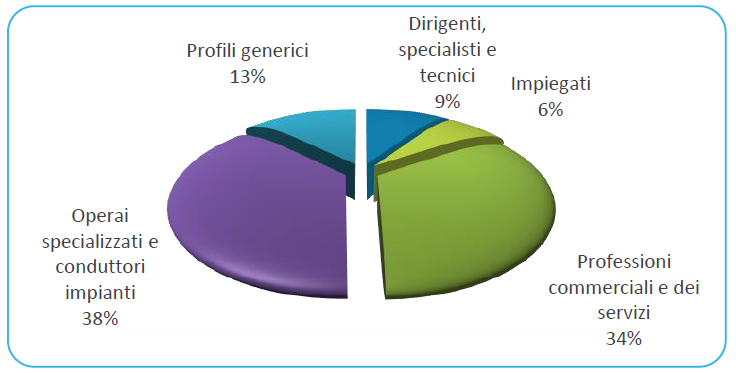 Dirigenti,
specialisti e
tecnici
9%
Impiegati
6%
Professioni
commerciali e dei
servizi
34%
Operai
specializzati e
conduttori
impianti
38%
Profili generici
13%